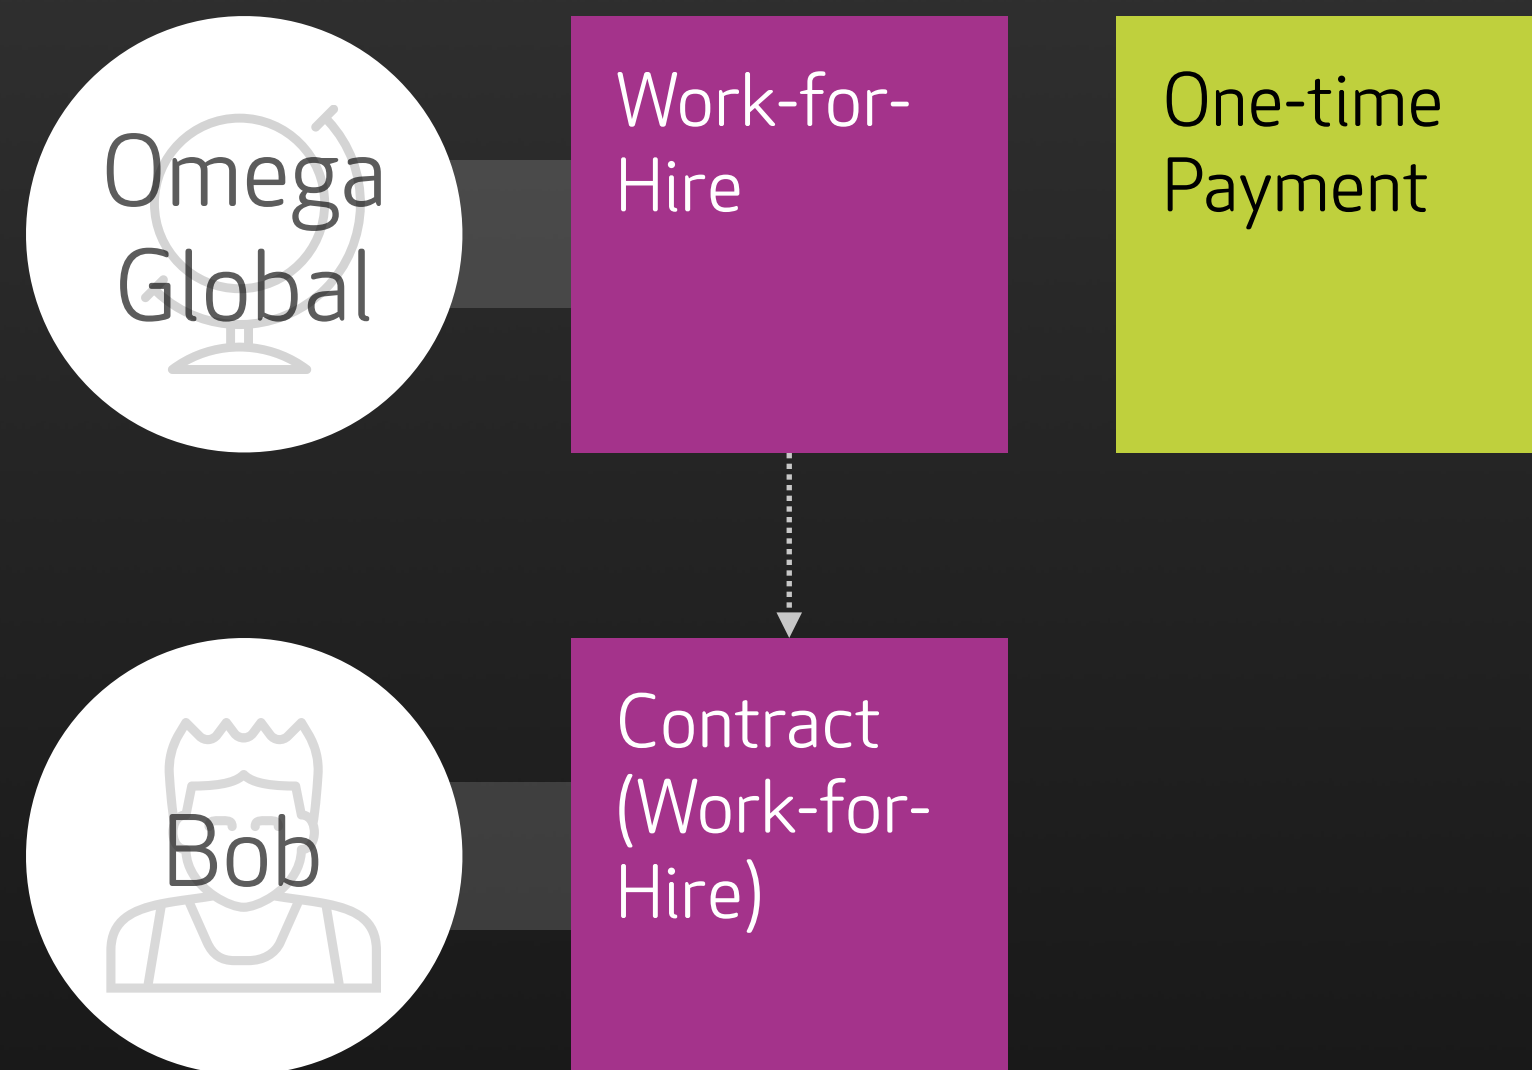 Omega
Global
Work-for-
Hire
One-time
Payment
Bob
Contract
(Work-for-
Hire)